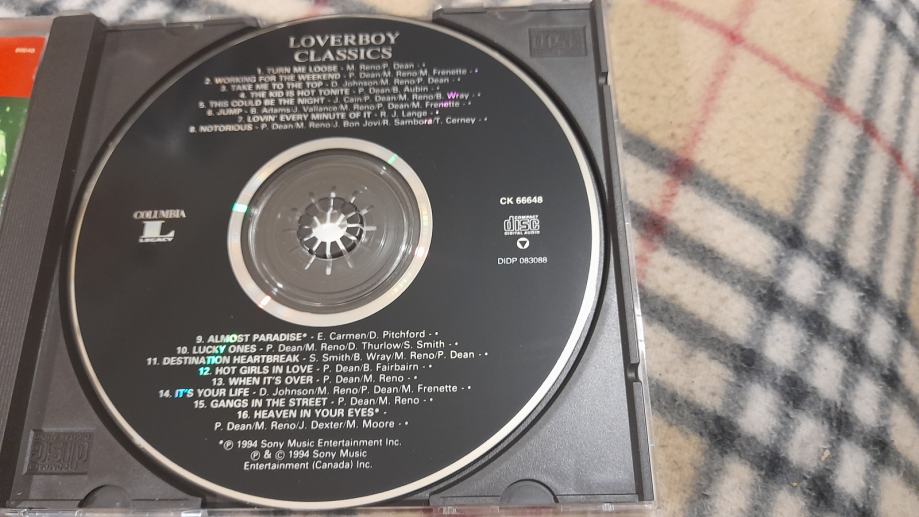 LOVERBOY
CLASSICS
1. TURN ME LOOSE - M. Reno/P. Dean - •
2. WORKING FOR THE WEEKEND - P. Dean/M. Reno/M. Frenette - •
3. TAKE ME TO THE TOP - D. Johnson/M. Reno/P. Dean - •
4. THE KID IS HOT TONITE - P. Dean/B. Aubin - •
5. THIS COULD BE THE NIGHT - J. Cain/P. Dean/M. Reno/B. Wray - •
6. JUMP - B. Adams/J. Vallance/M. Reno/P. Dean/M. Frenette - •
7. LOVIN' EVERY MINUTE OF IT - R. J. Lange - •
8. NOTORIOUS - P. Dean/M. Reno/J. Bon Jovi/R. Sambora/T. Cerney - •
COLUMBIA
L
LEGACY
CK 66648
COMPACT
disc
DIGITAL AUDIO
DIDP 083088
9. ALMOST PARADISE* - E. Carmen/D. Pitchford - •
10. LUCKY ONES - P. Dean/M. Reno/D. Thurlow/S. Smith - •
11. DESTINATION HEARTBREAK - S. Smith/B. Wray/M. Reno/P. Dean - •
12. HOT GIRLS IN LOVE - P. Dean/B. Fairbairn - •
13. WHEN IT'S OVER - P. Dean/M. Reno - •
14. IT'S YOUR LIFE - D. Johnson/M. Reno/P. Dean/M. Frenette - •
15. GANGS IN THE STREET - P. Dean/M. Reno - •
16. HEAVEN IN YOUR EYES* -
P. Dean/M. Reno/J. Dexter/M. Moore - •
*℗ 1994 Sony Music Entertainment Inc.
℗ & © 1994 Sony Music
Entertainment (Canada) Inc.